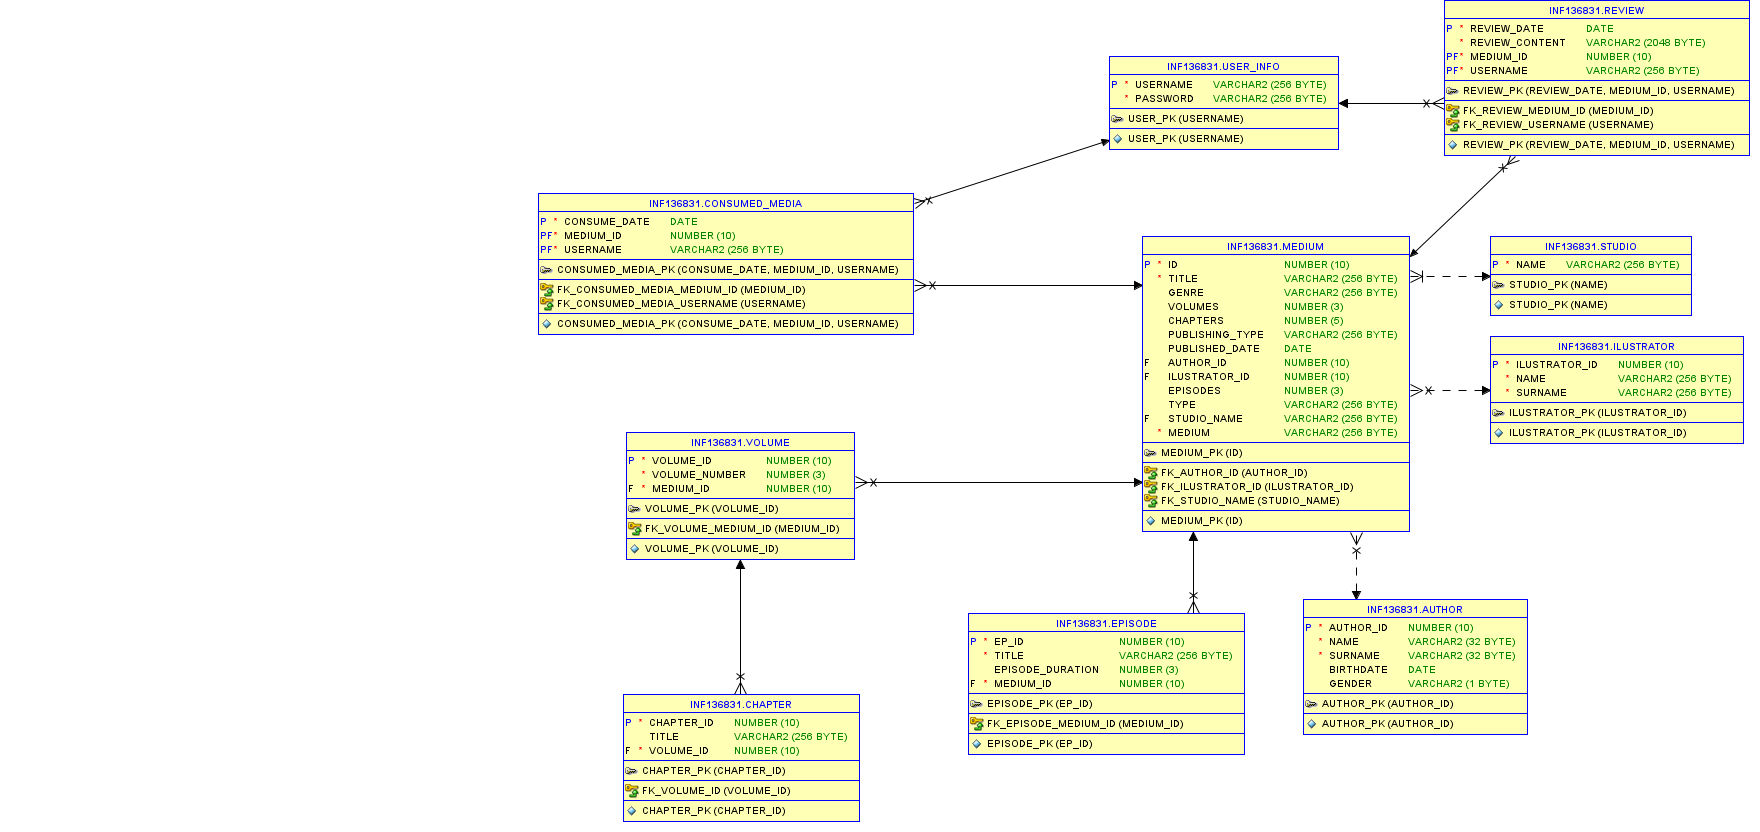 INF136831.REVIEW
P * REVIEW_DATE DATE
* REVIEW_CONTENT VARCHAR2 (2048 BYTE)
PF* MEDIUM_ID NUMBER (10)
PF* USERNAME VARCHAR2 (256 BYTE)
REVIEW_PK (REVIEW_DATE, MEDIUM_ID, USERNAME)
FK_REVIEW_MEDIUM_ID (MEDIUM_ID)
FK_REVIEW_USERNAME (USERNAME)
REVIEW_PK (REVIEW_DATE, MEDIUM_ID, USERNAME)
INF136831.USER_INFO
P * USERNAME VARCHAR2 (256 BYTE)
* PASSWORD VARCHAR2 (256 BYTE)
USER_PK (USERNAME)
USER_PK (USERNAME)
INF136831.CONSUMED_MEDIA
P * CONSUME_DATE DATE
PF* MEDIUM_ID NUMBER (10)
PF* USERNAME VARCHAR2 (256 BYTE)
CONSUMED_MEDIA_PK (CONSUME_DATE, MEDIUM_ID, USERNAME)
FK_CONSUMED_MEDIA_MEDIUM_ID (MEDIUM_ID)
FK_CONSUMED_MEDIA_USERNAME (USERNAME)
CONSUMED_MEDIA_PK (CONSUME_DATE, MEDIUM_ID, USERNAME)
INF136831.MEDIUM
P * ID NUMBER (10)
* TITLE VARCHAR2 (256 BYTE)
GENRE VARCHAR2 (256 BYTE)
VOLUMES NUMBER (3)
CHAPTERS NUMBER (5)
PUBLISHING_TYPE VARCHAR2 (256 BYTE)
PUBLISHED_DATE DATE
F AUTHOR_ID NUMBER (10)
F ILUSTRATOR_ID NUMBER (10)
EPISODES NUMBER (3)
TYPE VARCHAR2 (256 BYTE)
F STUDIO_NAME VARCHAR2 (256 BYTE)
* MEDIUM VARCHAR2 (256 BYTE)
MEDIUM_PK (ID)
FK_AUTHOR_ID (AUTHOR_ID)
FK_ILUSTRATOR_ID (ILUSTRATOR_ID)
FK_STUDIO_NAME (STUDIO_NAME)
MEDIUM_PK (ID)
INF136831.STUDIO
P * NAME VARCHAR2 (256 BYTE)
STUDIO_PK (NAME)
STUDIO_PK (NAME)
INF136831.ILUSTRATOR
P * ILUSTRATOR_ID NUMBER (10)
* NAME VARCHAR2 (256 BYTE)
* SURNAME VARCHAR2 (256 BYTE)
ILUSTRATOR_PK (ILUSTRATOR_ID)
ILUSTRATOR_PK (ILUSTRATOR_ID)
INF136831.VOLUME
P * VOLUME_ID NUMBER (10)
* VOLUME_NUMBER NUMBER (3)
F * MEDIUM_ID NUMBER (10)
VOLUME_PK (VOLUME_ID)
FK_VOLUME_MEDIUM_ID (MEDIUM_ID)
VOLUME_PK (VOLUME_ID)
INF136831.EPISODE
P * EP_ID NUMBER (10)
* TITLE VARCHAR2 (256 BYTE)
EPISODE_DURATION NUMBER (3)
F * MEDIUM_ID NUMBER (10)
EPISODE_PK (EP_ID)
FK_EPISODE_MEDIUM_ID (MEDIUM_ID)
EPISODE_PK (EP_ID)
INF136831.AUTHOR
P * AUTHOR_ID NUMBER (10)
* NAME VARCHAR2 (32 BYTE)
* SURNAME VARCHAR2 (32 BYTE)
BIRTHDATE DATE
GENDER VARCHAR2 (1 BYTE)
AUTHOR_PK (AUTHOR_ID)
AUTHOR_PK (AUTHOR_ID)
INF136831.CHAPTER
P * CHAPTER_ID NUMBER (10)
TITLE VARCHAR2 (256 BYTE)
F * VOLUME_ID NUMBER (10)
CHAPTER_PK (CHAPTER_ID)
FK_VOLUME_ID (VOLUME_ID)
CHAPTER_PK (CHAPTER_ID)